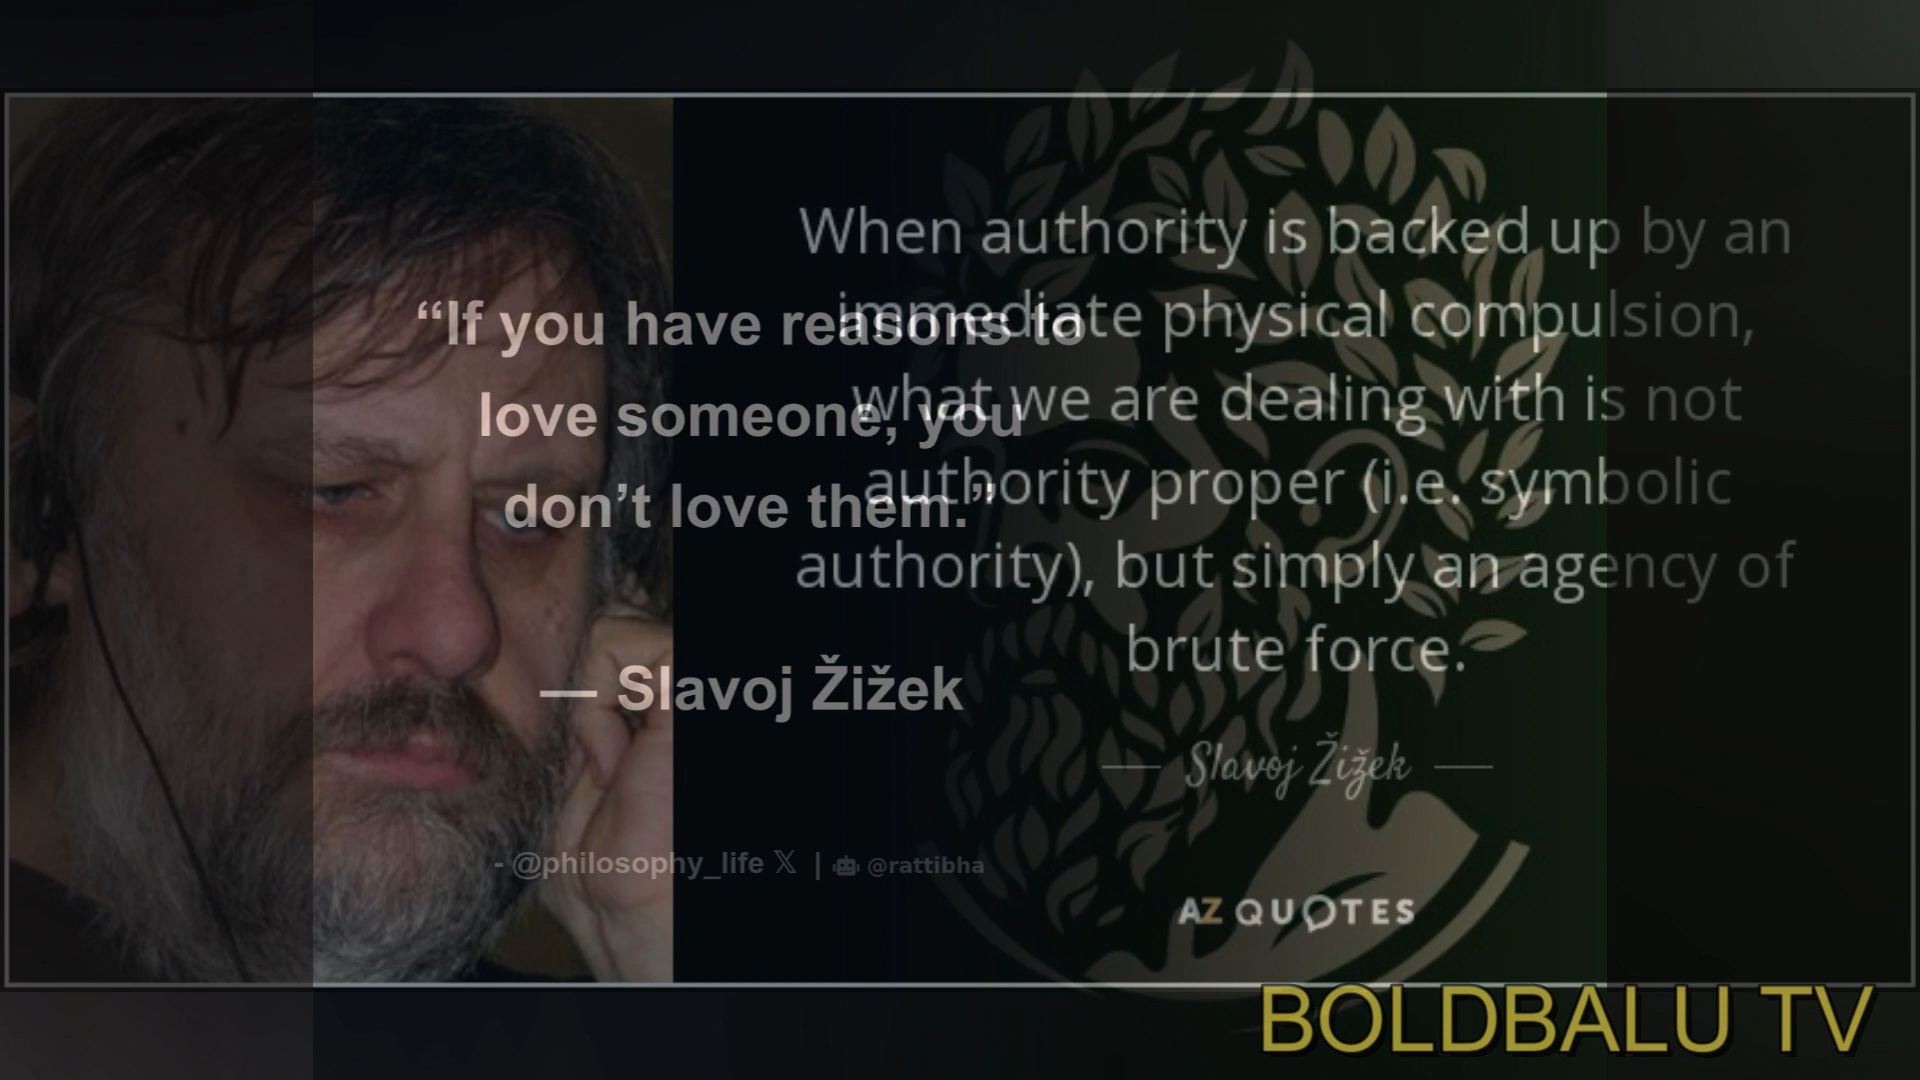 “If you have reasons to
love someone, you
don’t love them.”
— Slavoj Žižek
- @philosophy_life 𝕏 | @rattibha
When authority is backed up by an
immediate physical compulsion,
what we are dealing with is not
authority proper (i.e. symbolic
authority), but simply an agency of
brute force.
Slavoj Žižek
AZ QUOTES
BOLDBALU TV